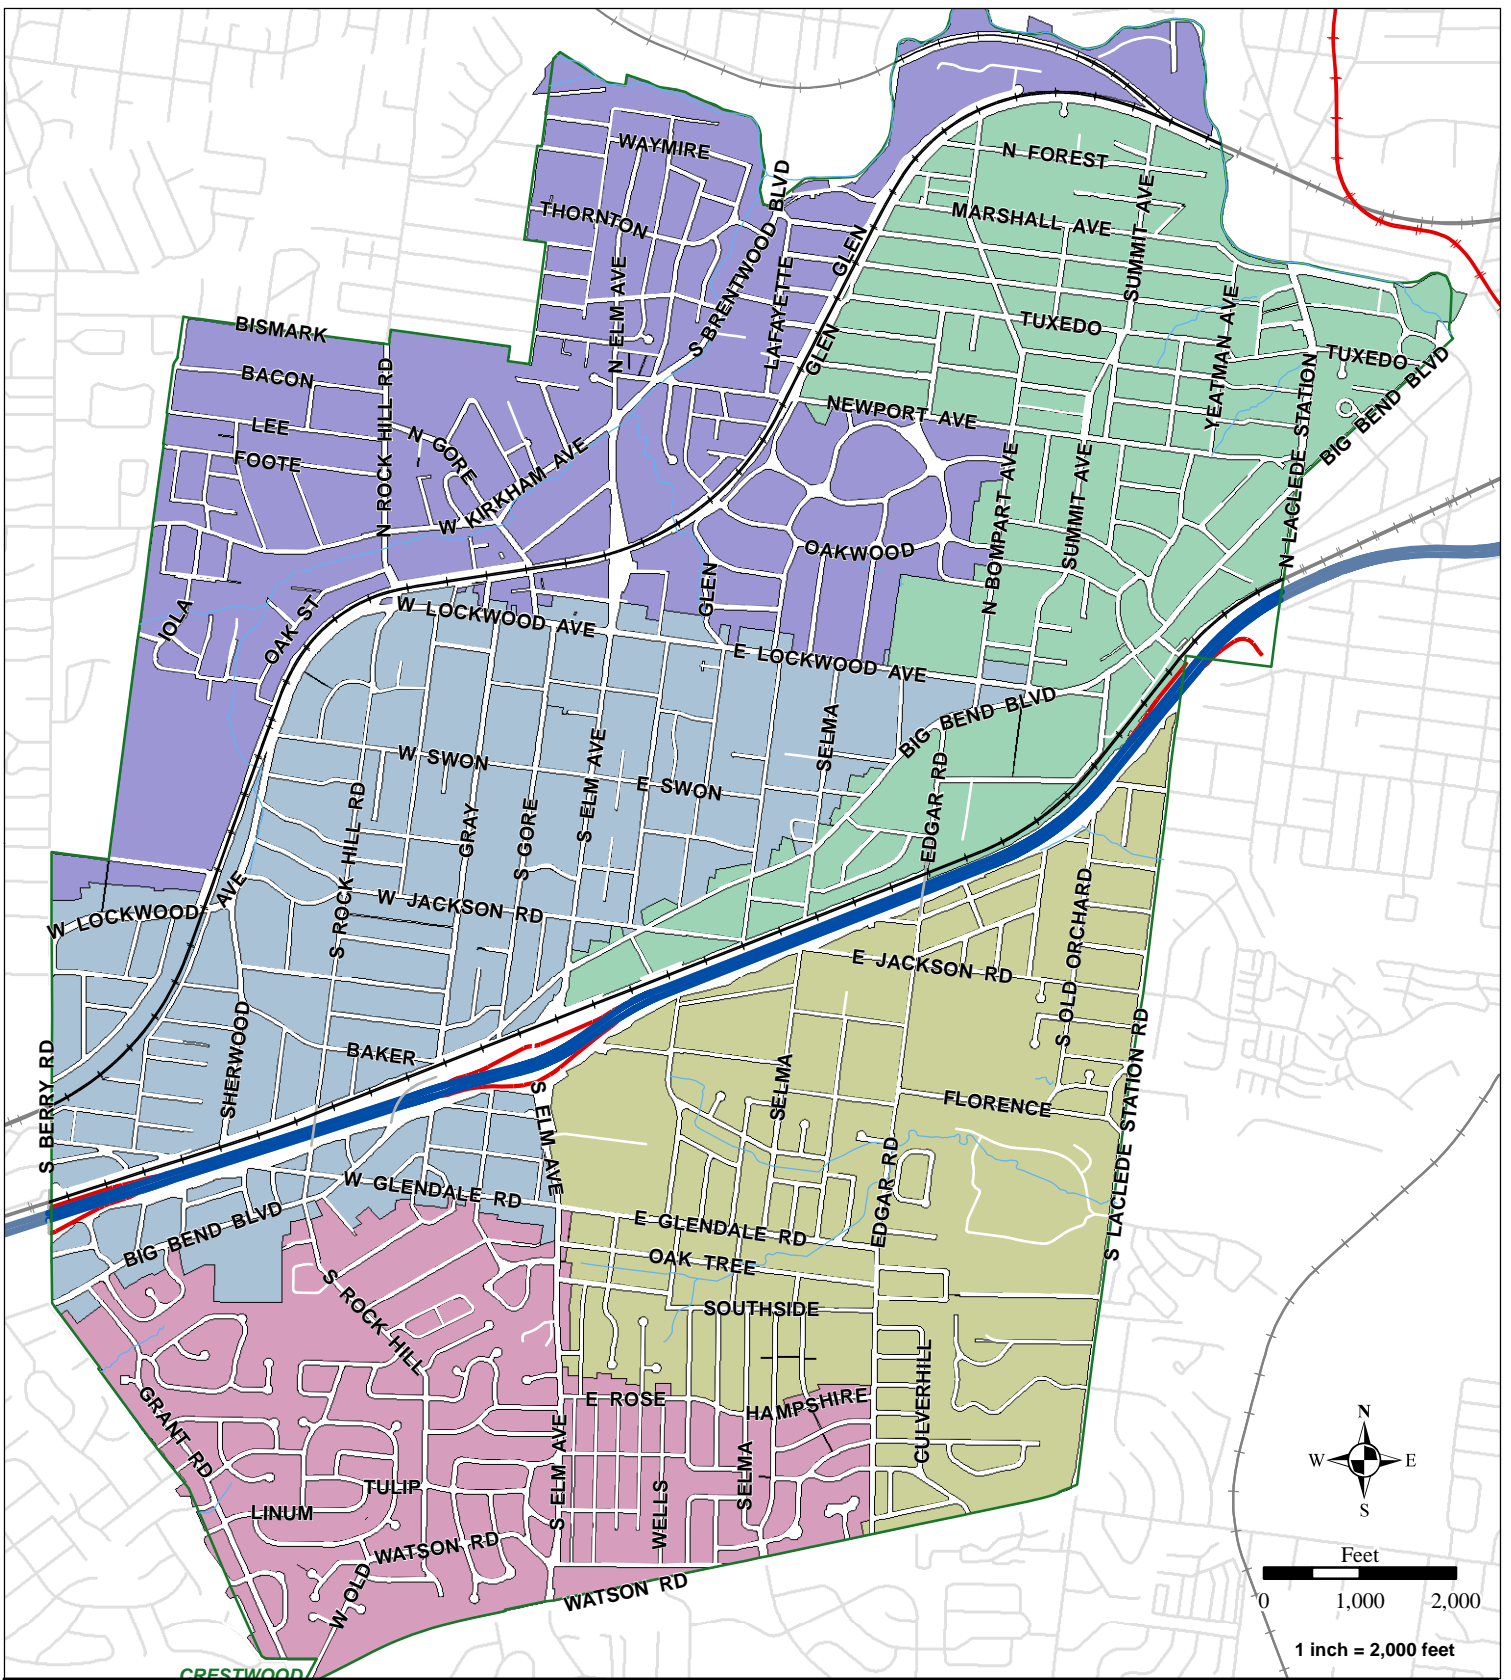 WAYMIRE
N FOREST
THORNTON
S BRENTWOOD BLVD
MARSHALL AVE
SUMMIT AVE
GLEN
LAFAYETTE
N ELM AVE
BISMARK
TUXEDO
YEATMAN AVE
GLEN
TUXEDO
BACON
N ROCK HILL RD
N LACLEDE STATION
BIG BEND BLVD
NEWPORT AVE
LEE
N GORE
FOOTE
W KIRKHAM AVE
N BOMPART AVE
SUMMIT AVE
OAKWOOD
GLEN
IOLA
OAK ST
W LOCKWOOD AVE
E LOCKWOOD AVE
BIG BEND BLVD
SELMA
W SWON
S ELM AVE
E SWON
EDGAR RD
S ROCK HILL RD
GRAY
S GORE
W LOCKWOOD AVE
W JACKSON RD
S OLD ORCHARD
E JACKSON RD
SHERWOOD
BAKER
S BERRY RD
SELMA
FLORENCE
S LACLEDE STATION RD
S ELM AVE
EDGAR RD
W GLENDALE RD
BIG BEND BLVD
E GLENDALE RD
OAK TREE
S ROCK HILL
SOUTHSIDE
CULVERHILL
GRANT RD
E ROSE
HAMPSHIRE
S ELM AVE
SELMA
WELLS
TULIP
LINUM
W OLD WATSON RD
WATSON RD
CRESTWOOD
N
W E
S
Feet
0 1,000 2,000
1 inch = 2,000 feet